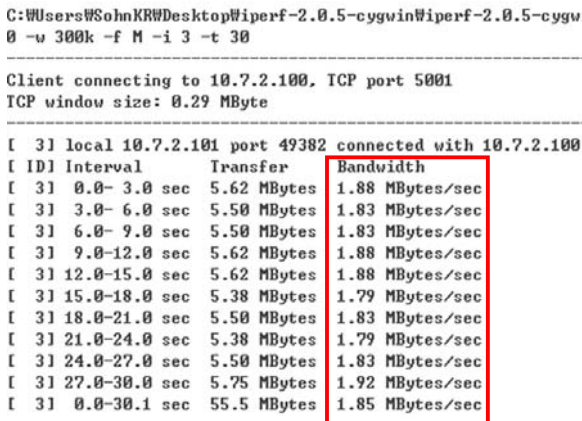 C:₩Users₩SohnKR₩Desktop₩iperf-2.0.5-cygwin₩iperf-2.0.5-cygw
0 -w 300k -f M -i 3 -t 30
------------------------------------------------------------
Client connecting to 10.7.2.100, TCP port 5001
TCP window size: 0.29 MByte
------------------------------------------------------------
[  3] local 10.7.2.101 port 49382 connected with 10.7.2.100
[ ID] Interval       Transfer     Bandwidth
[  3]  0.0- 3.0 sec  5.62 MBytes  1.88 MBytes/sec
[  3]  3.0- 6.0 sec  5.50 MBytes  1.83 MBytes/sec
[  3]  6.0- 9.0 sec  5.50 MBytes  1.83 MBytes/sec
[  3]  9.0-12.0 sec  5.62 MBytes  1.88 MBytes/sec
[  3] 12.0-15.0 sec  5.62 MBytes  1.88 MBytes/sec
[  3] 15.0-18.0 sec  5.38 MBytes  1.79 MBytes/sec
[  3] 18.0-21.0 sec  5.50 MBytes  1.83 MBytes/sec
[  3] 21.0-24.0 sec  5.38 MBytes  1.79 MBytes/sec
[  3] 24.0-27.0 sec  5.50 MBytes  1.83 MBytes/sec
[  3] 27.0-30.0 sec  5.75 MBytes  1.92 MBytes/sec
[  3]  0.0-30.1 sec  55.5 MBytes  1.85 MBytes/sec